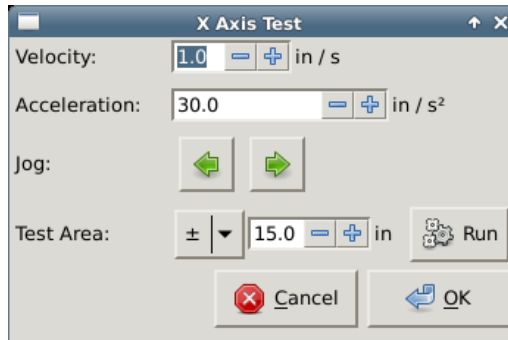 X Axis Test
Velocity: 1.0 in / s
Acceleration: 30.0 in / s²
Jog:
Test Area: ± 15.0 in Run
Cancel OK